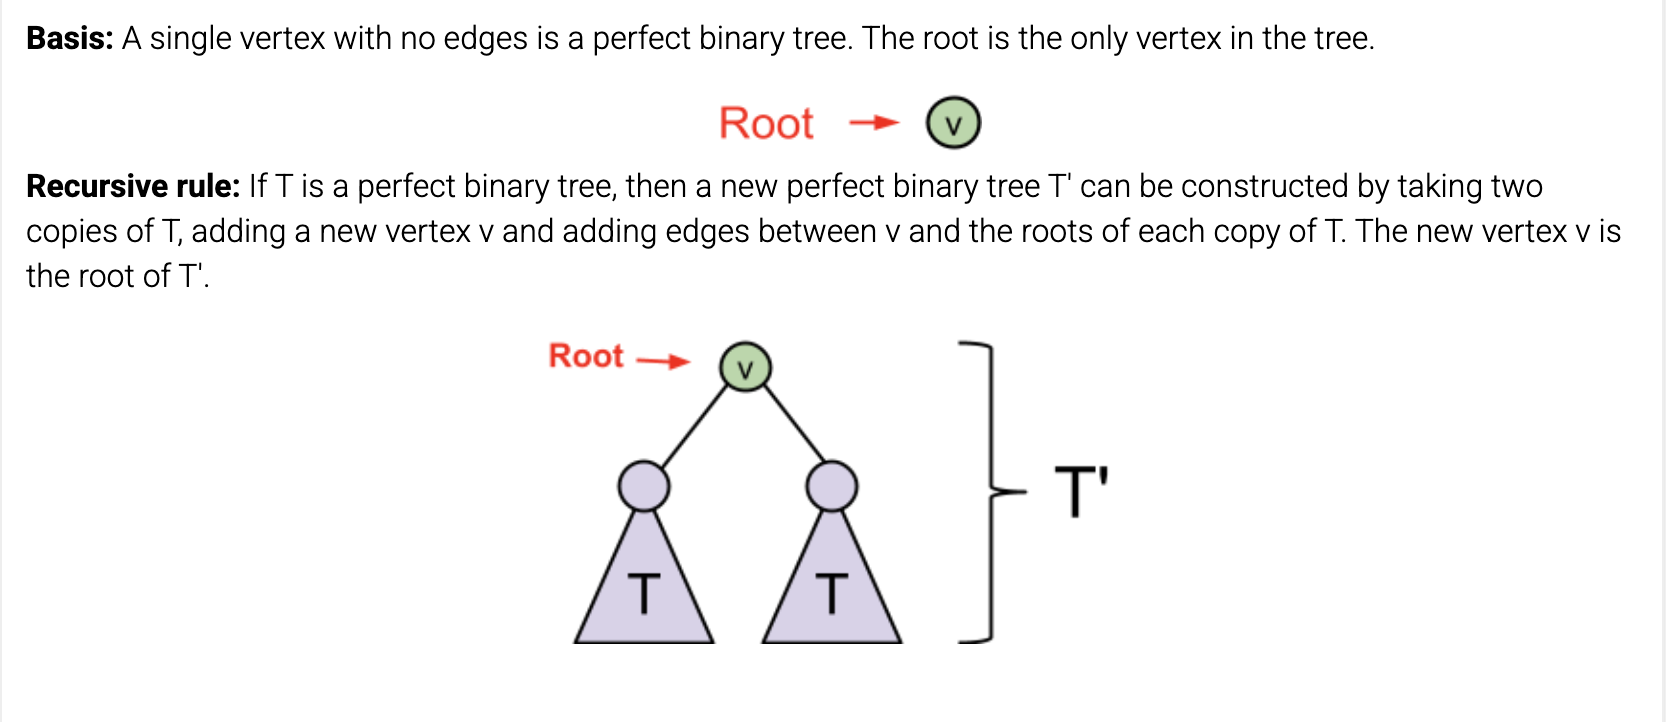 Basis: A single vertex with no edges is a perfect binary tree. The root is the only vertex in the tree.
Root
v
Recursive rule: If T is a perfect binary tree, then a new perfect binary tree T' can be constructed by taking two
copies of T, adding a new vertex v and adding edges between v and the roots of each copy of T. The new vertex v is
the root of T'.
Root
v
T'
T
T